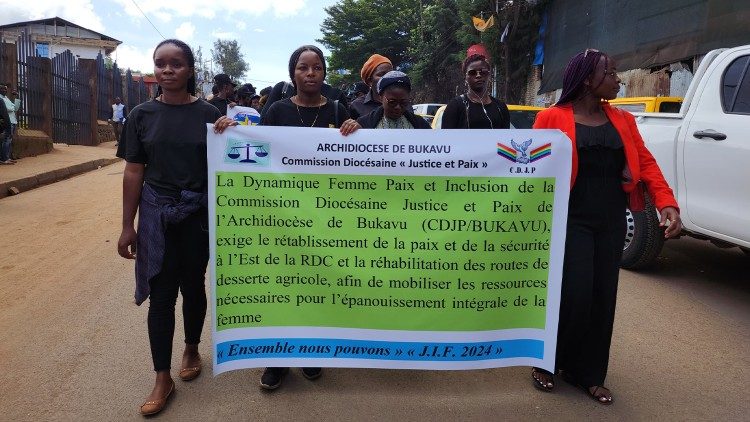 ARCHIDIOCESE DE BUKAVU
Commission Diocésaine « Justice et Paix »
C.D.J.P
La Dynamique Femme Paix et Inclusion de la
Commission Diocésaine Justice et Paix de
l'Archidiocèse de Bukavu (CDJP/BUKAVU),
exige le rétablissement de la paix et de la sécurité
à l'Est de la RDC et la réhabilitation des routes de
desserte agricole, afin de mobiliser les ressources
nécessaires pour l'épanouissement intégrale de la
femme
« Ensemble nous pouvons » « J.I.F. 2024 »